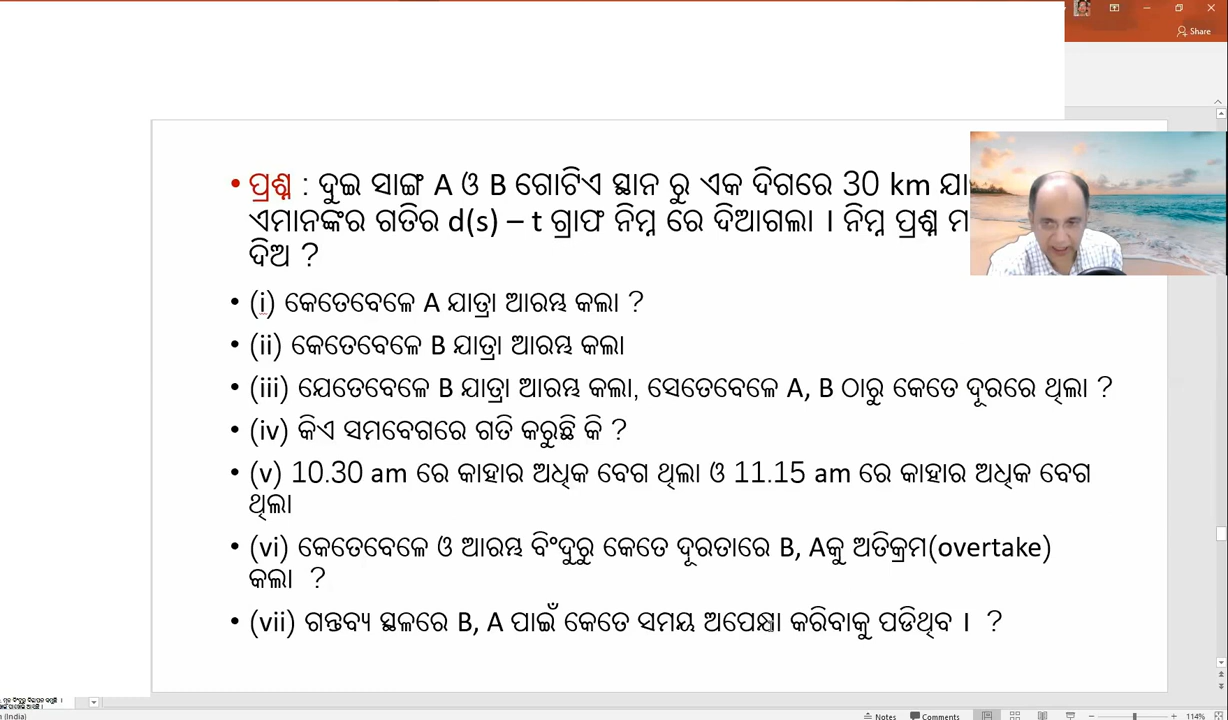 Share
• ପ୍ରଶ୍ନ : ଦୁଇ ସାଙ୍ଗ A ଓ B ଗୋଟିଏ ସ୍ଥାନ ରୁ ଏକ ଦିଗରେ 30 km
ଏମାନଙ୍କର ଗତିର d(s) – t ଗ୍ରାଫ ନିମ୍ନ ରେ ଦିଆଗଲା । ନିମ୍ନ ପ୍ରଶ୍ନ
ଦିଅ ?
• (i) କେତେବେଳେ A ଯାତ୍ରା ଆରମ୍ଭ କଲା ?
• (ii) କେତେବେଳେ B ଯାତ୍ରା ଆରମ୍ଭ କଲା
• (iii) ଯେତେବେଳେ B ଯାତ୍ରା ଆରମ୍ଭ କଲା, ସେତେବେଳେ A, B ଠାରୁ କେତେ ଦୂରରେ ଥିଲା ?
• (iv) କିଏ ସମବେଗରେ ଗତି କରୁଛି କି ?
• (v) 10.30 am ରେ କାହାର ଅଧିକ ବେଗ ଥିଲା ଓ 11.15 am ରେ କାହାର ଅଧିକ ବେଗ
ଥିଲା
• (vi) କେତେବେଳେ ଓ ଆରମ୍ଭ ବିଂଦୁରୁ କେତେ ଦୂରତାରେ B, Aକୁ ଅତିକ୍ରମ(overtake)
କଲା ?
• (vii) ଗନ୍ତବ୍ୟ ସ୍ଥଳରେ B, A ପାଇଁ କେତେ ସମୟ ଅପେକ୍ଷା କରିବାକୁ ପଡିଥିବ । ?
(India)
Notes Comments 114%